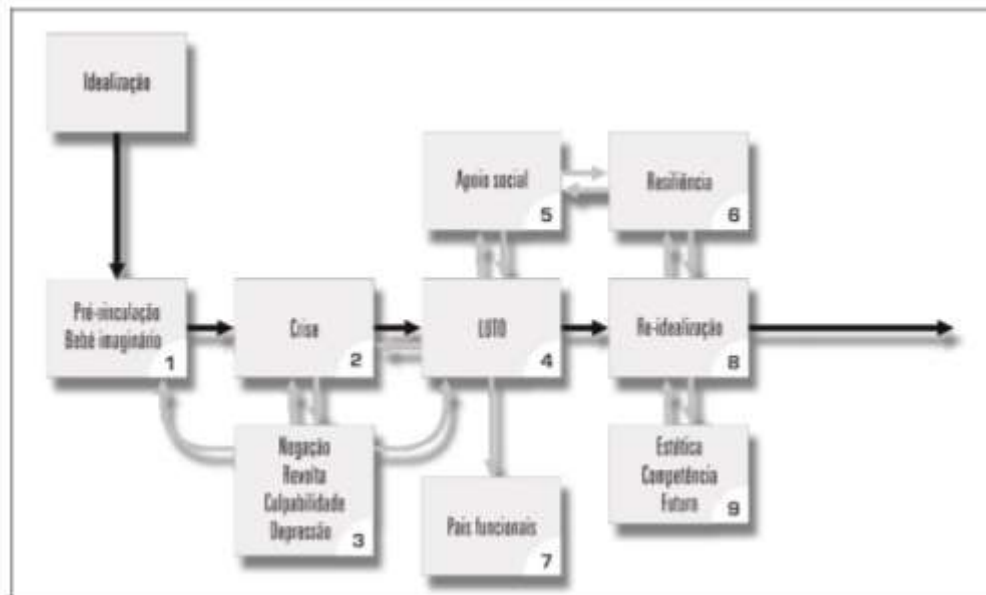 Idealização
Pré-vinculação
Bebé imaginário
1
Crise
2
Negação
Revolta
Culpabilidade
Depressão
3
LUTO
4
Apoio social
5
Resiliência
6
Pais funcionais
7
Re-idealização
8
Estética
Competência
Futuro
9